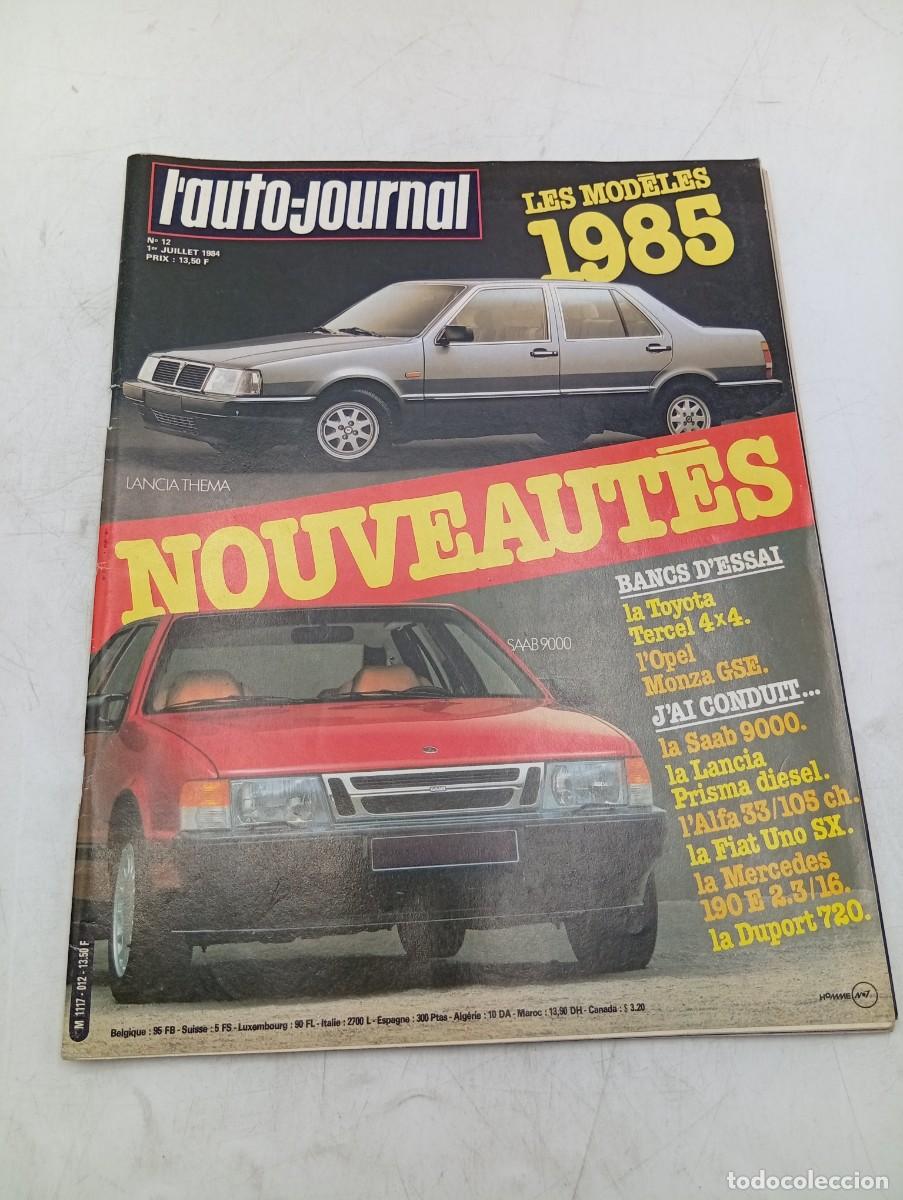 l'auto-journal
N° 12
1er JUILLET 1984
PRIX : 13,50 F
LES MODÈLES
1985
LANCIA THEMA
NOUVEAUTÉS
SAAB 9000
BANCS D'ESSAI
la Toyota
Tercel 4x4.
l'Opel
Monza GSE.
J'AI CONDUIT...
la Saab 9000.
la Lancia
Prisma diesel.
l'Alfa 33/105 ch.
la Fiat Uno SX.
la Mercedes
190 E 2.3/16.
la Duport 720.
HOMME N°7
M 1117 - 012 - 13,50 F
Belgique : 95 FB - Suisse : 5 FS - Luxembourg : 90 FL - Italie : 2700 L - Espagne : 300 Ptas - Algérie : 10 DA - Maroc : 13,90 DH - Canada : $ 3.20
todocoleccion